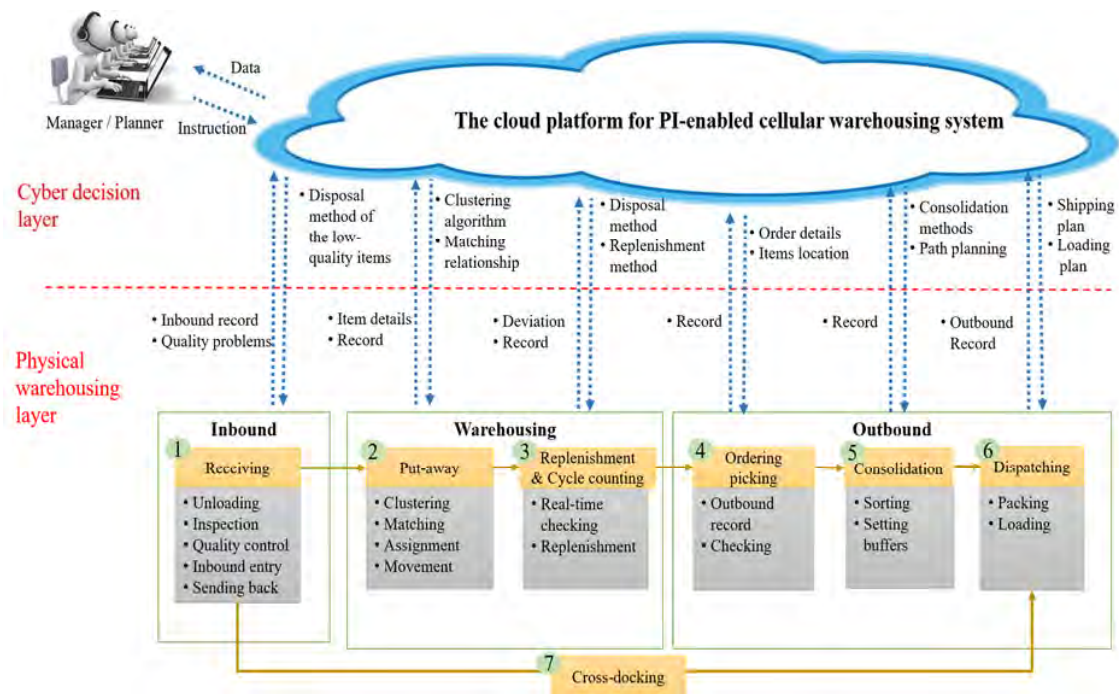 Data
Manager / Planner
Instruction
The cloud platform for PI-enabled cellular warehousing system
Cyber decision
layer
• Disposal
method of
the low-
quality items
• Clustering
algorithm
• Matching
relationship
• Disposal
method
• Replenishment
method
• Order details
• Items location
• Consolidation
methods
• Path planning
• Shipping
plan
• Loading
plan
Physical
warehousing
layer
• Inbound record
• Quality problems
• Item details
• Record
• Deviation
• Record
• Record
• Record
• Outbound
Record
Inbound
1
Receiving
• Unloading
• Inspection
• Quality control
• Inbound entry
• Sending back
Warehousing
2
Put-away
• Clustering
• Matching
• Assignment
• Movement
3
Replenishment
& Cycle counting
• Real-time
checking
• Replenishment
Outbound
4
Ordering
picking
• Outbound
record
• Checking
5
Consolidation
• Sorting
• Setting
buffers
6
Dispatching
• Packing
• Loading
7
Cross-docking